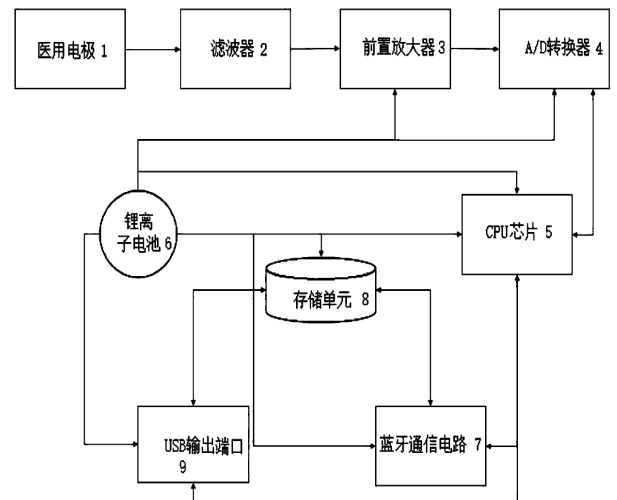 医用电极 1
滤波器 2
前置放大器 3
A/D转换器 4
锂离
子电池 6
CPU芯片 5
存储单元 8
USB输出端口
9
蓝牙通信电路 7